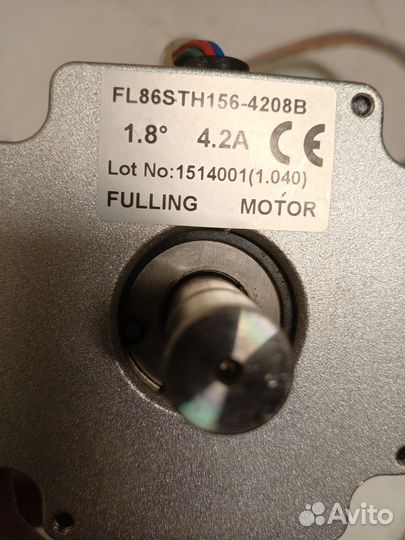 FL86STH156-4208B
1.8° 4.2A CE
Lot No:1514001(1.040)
FULLING MOTOR
Avito